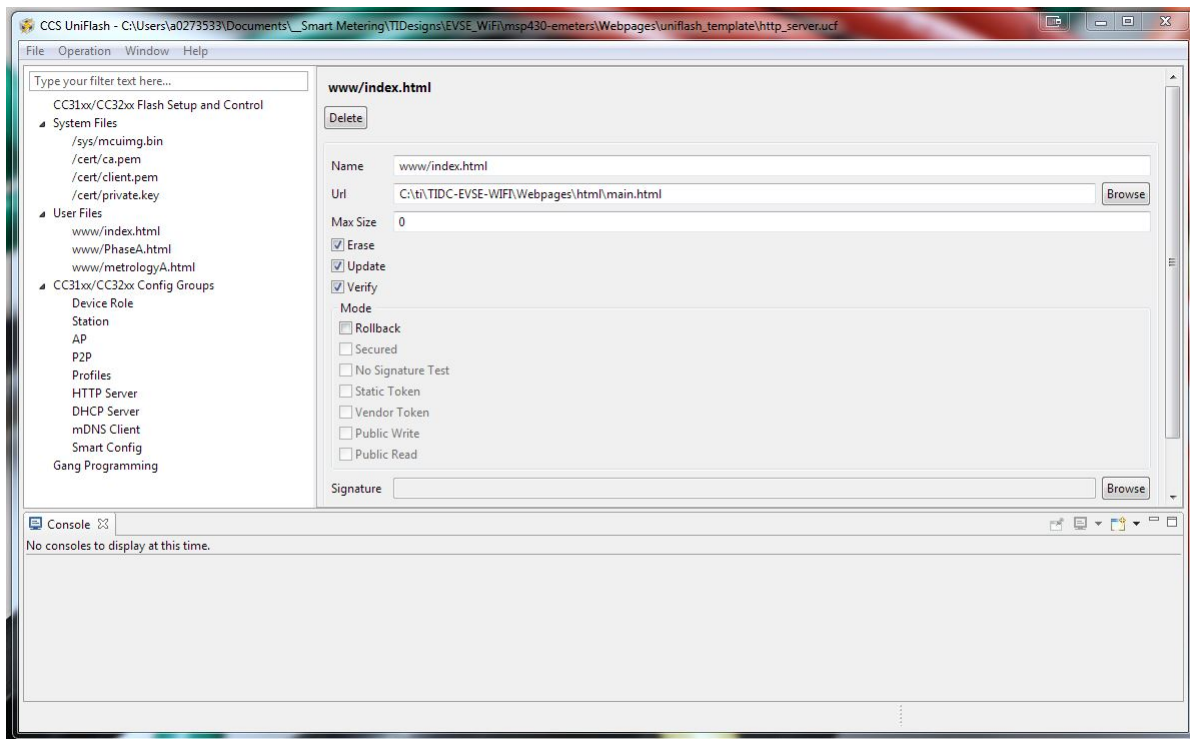 CCS UniFlash - C:\Users\a0273533\Documents\__Smart Metering\TIDesigns\EVSE_WiFi\msp430-emeters\Webpages\uniflash_template\http_server.ucf
File Operation Window Help
Type your filter text here...
CC31xx/CC32xx Flash Setup and Control
System Files
/sys/mcuimg.bin
/cert/ca.pem
/cert/client.pem
/cert/private.key
User Files
www/index.html
www/PhaseA.html
www/metrologyA.html
CC31xx/CC32xx Config Groups
Device Role
Station
AP
P2P
Profiles
HTTP Server
DHCP Server
mDNS Client
Smart Config
Gang Programming
www/index.html
Delete
Name www/index.html
Url C:\ti\TIDC-EVSE-WIFI\Webpages\html\main.html Browse
Max Size 0
Erase
Update
Verify
Mode
Rollback
Secured
No Signature Test
Static Token
Vendor Token
Public Write
Public Read
Signature Browse
Console
No consoles to display at this time.